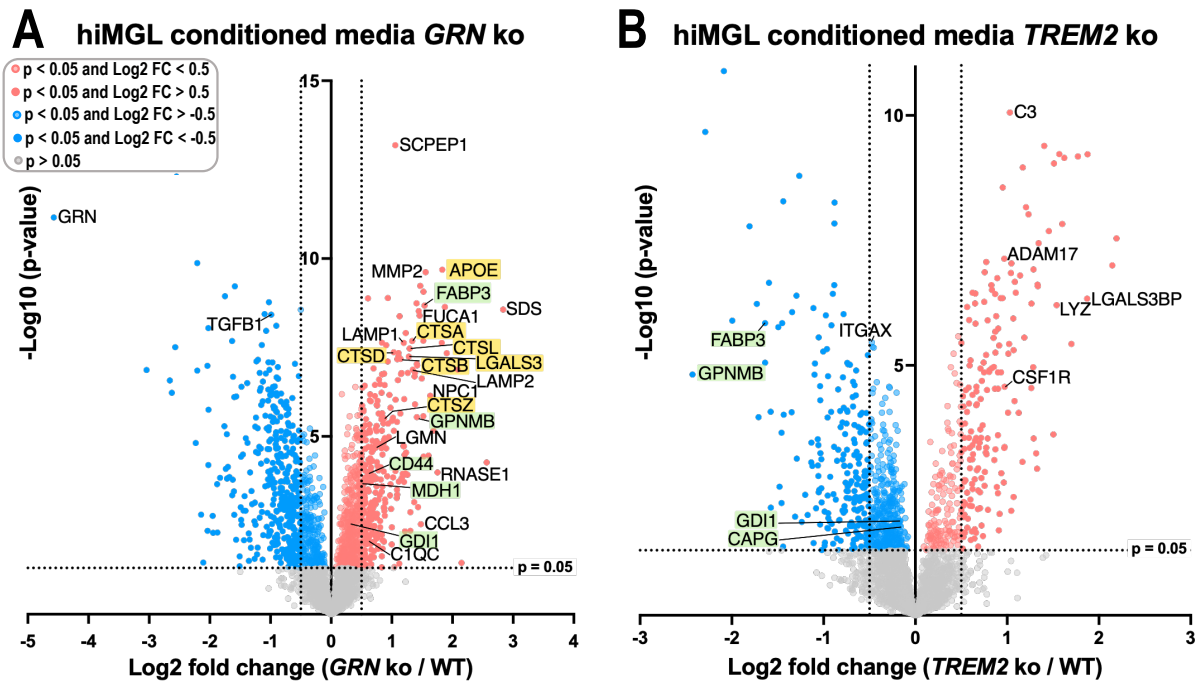 A
hiMGL conditioned media GRN ko
p < 0.05 and Log2 FC < 0.5
p < 0.05 and Log2 FC > 0.5
p < 0.05 and Log2 FC > -0.5
p < 0.05 and Log2 FC < -0.5
p > 0.05
15
10
5
-Log10 (p-value)
SCPEP1
GRN
MMP2
APOE
FABP3
SDS
TGFB1
FUCA1
LAMP1
CTSA
CTSL
CTSD
LGALS3
CTSB
LAMP2
NPC1
CTSZ
GPNMB
LGMN
CD44
RNASE1
MDH1
CCL3
GDI1
C1QC
p = 0.05
-5 -4 -3 -2 -1 0 1 2 3 4
Log2 fold change (GRN ko / WT)
B
hiMGL conditioned media TREM2 ko
10
5
-Log10 (p-value)
C3
ADAM17
LGALS3BP
LYZ
FABP3
ITGAX
GPNMB
CSF1R
GDI1
CAPG
p = 0.05
-3 -2 -1 0 1 2 3
Log2 fold change (TREM2 ko / WT)